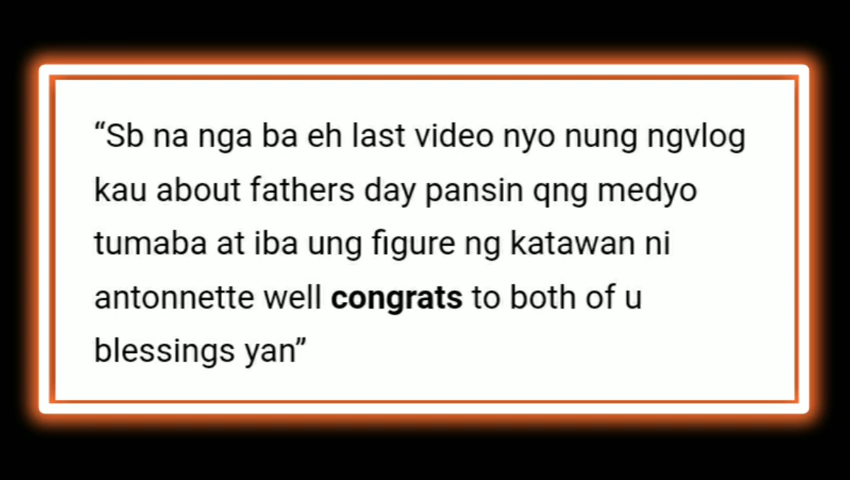 “Sb na nga ba eh last video nyo nung ngvlog
kau about fathers day pansin qng medyo
tumaba at iba ung figure ng katawan ni
antonnette well congrats to both of u
blessings yan”